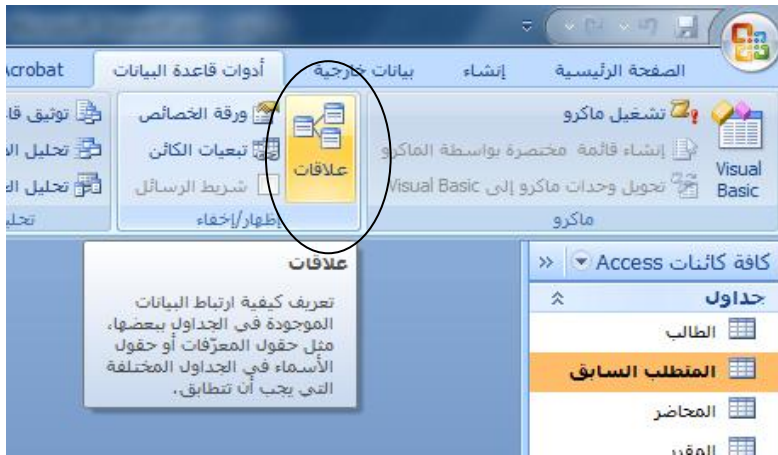 الصفحة الرئيسية
إنشاء
بيانات خارجية
أدوات قاعدة البيانات
Acrobat
Visual Basic
تشغيل ماكرو
إنشاء قائمة مختصرة بواسطة الماكرو
تحويل وحدات ماكرو إلى Visual Basic
ماكرو
علاقات
ورقة الخصائص
تبعيات الكائن
شريط الرسائل
إظهار/إخفاء
توثيق
تحليل
تحليل
علاقات
تعريف كيفية ارتباط البيانات
الموجودة في الجداول ببعضها،
مثل حقول المعرّفات أو حقول
الأسماء في الجداول المختلفة
التي يجب أن تتطابق.
كافة كائنات Access
جداول
الطالب
المتطلب السابق
المحاضر
المقرر